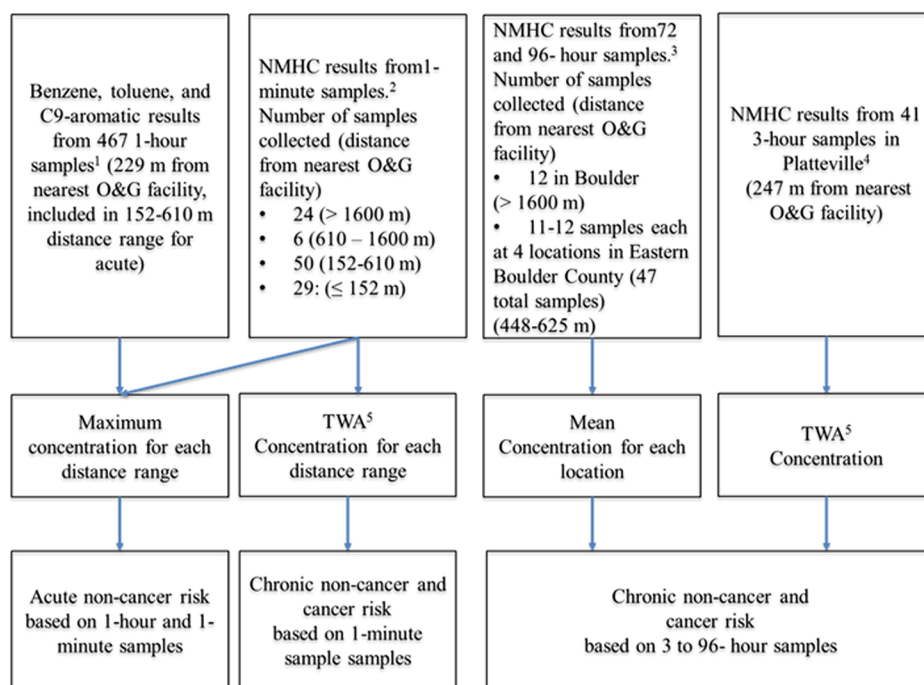 Benzene, toluene, and
C9-aromatic results
from 467 1-hour
samples¹ (229 m from
nearest O&G facility,
included in 152-610 m
distance range for
acute)
NMHC results from1-
minute samples.²
Number of samples
collected (distance
from nearest O&G
facility)
• 24 (> 1600 m)
• 6 (610 – 1600 m)
• 50 (152-610 m)
• 29: (≤ 152 m)
NMHC results from72
and 96- hour samples.³
Number of samples
collected (distance
from nearest O&G
facility)
• 12 in Boulder
(> 1600 m)
• 11-12 samples each
at 4 locations in Eastern
Boulder County (47
total samples)
(448-625 m)
NMHC results from 41
3-hour samples in
Platteville⁴
(247 m from nearest
O&G facility)
Maximum
concentration for each
distance range
TWA⁵
Concentration for each
distance range
Mean
Concentration for each
location
TWA⁵
Concentration
Acute non-cancer risk
based on 1-hour and 1-
minute samples
Chronic non-cancer and
cancer risk
based on 1-minute
sample samples
Chronic non-cancer and
cancer risk
based on 3 to 96- hour samples